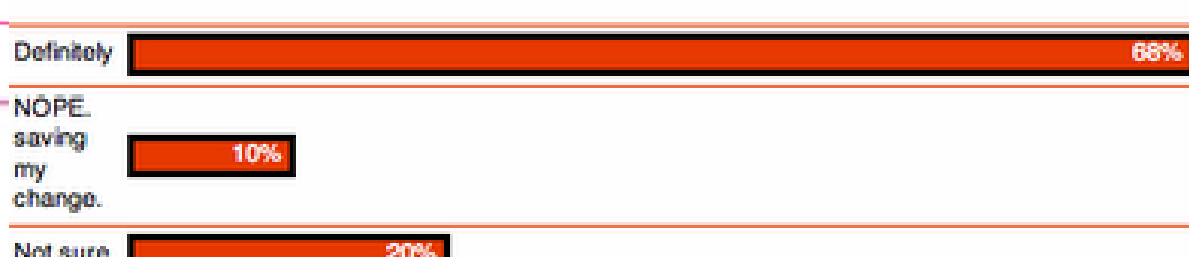 Definitely 68%
NOPE.
saving
my
change.
10%
Not sure 20%